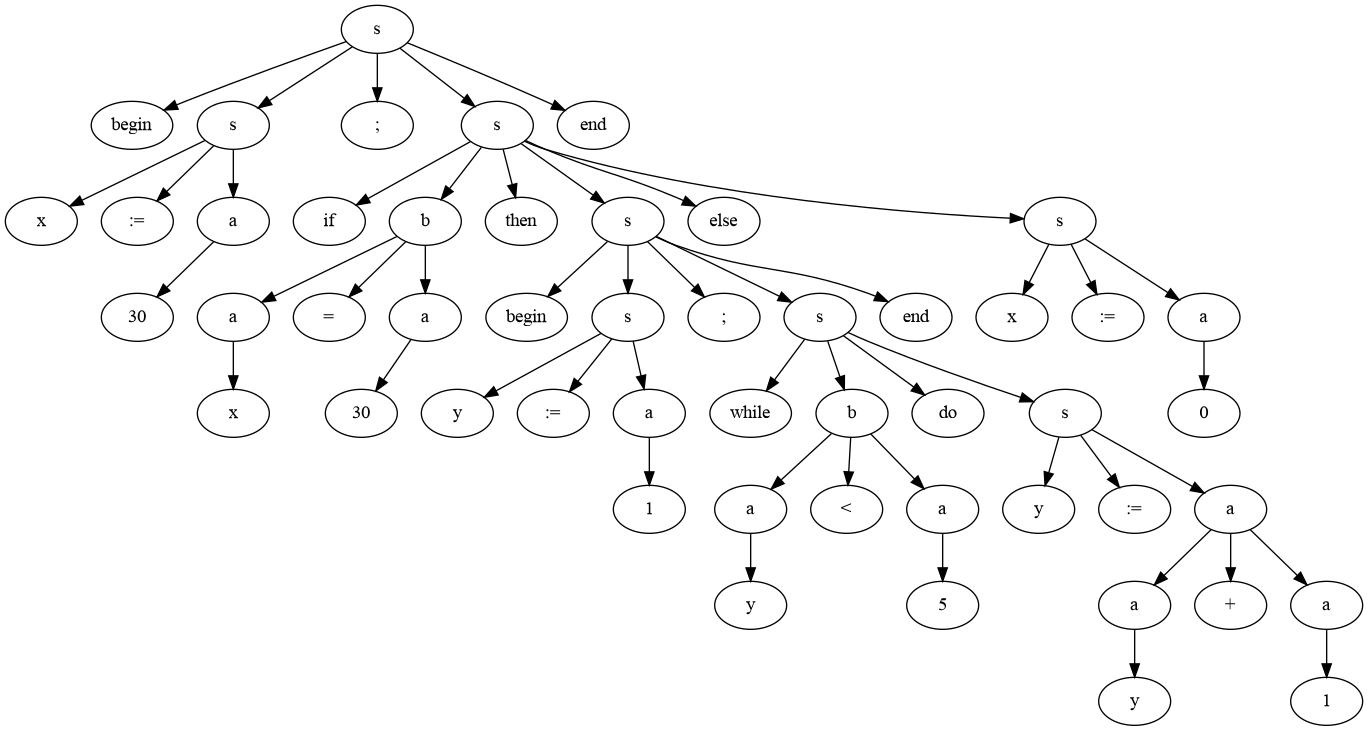 s
begin s ; s end
x := a if b then s else s
30 a = a begin s ; s end x := a
x 30 y := a while b do s 0
1 a < a y := a
y 5 a + a
y 1